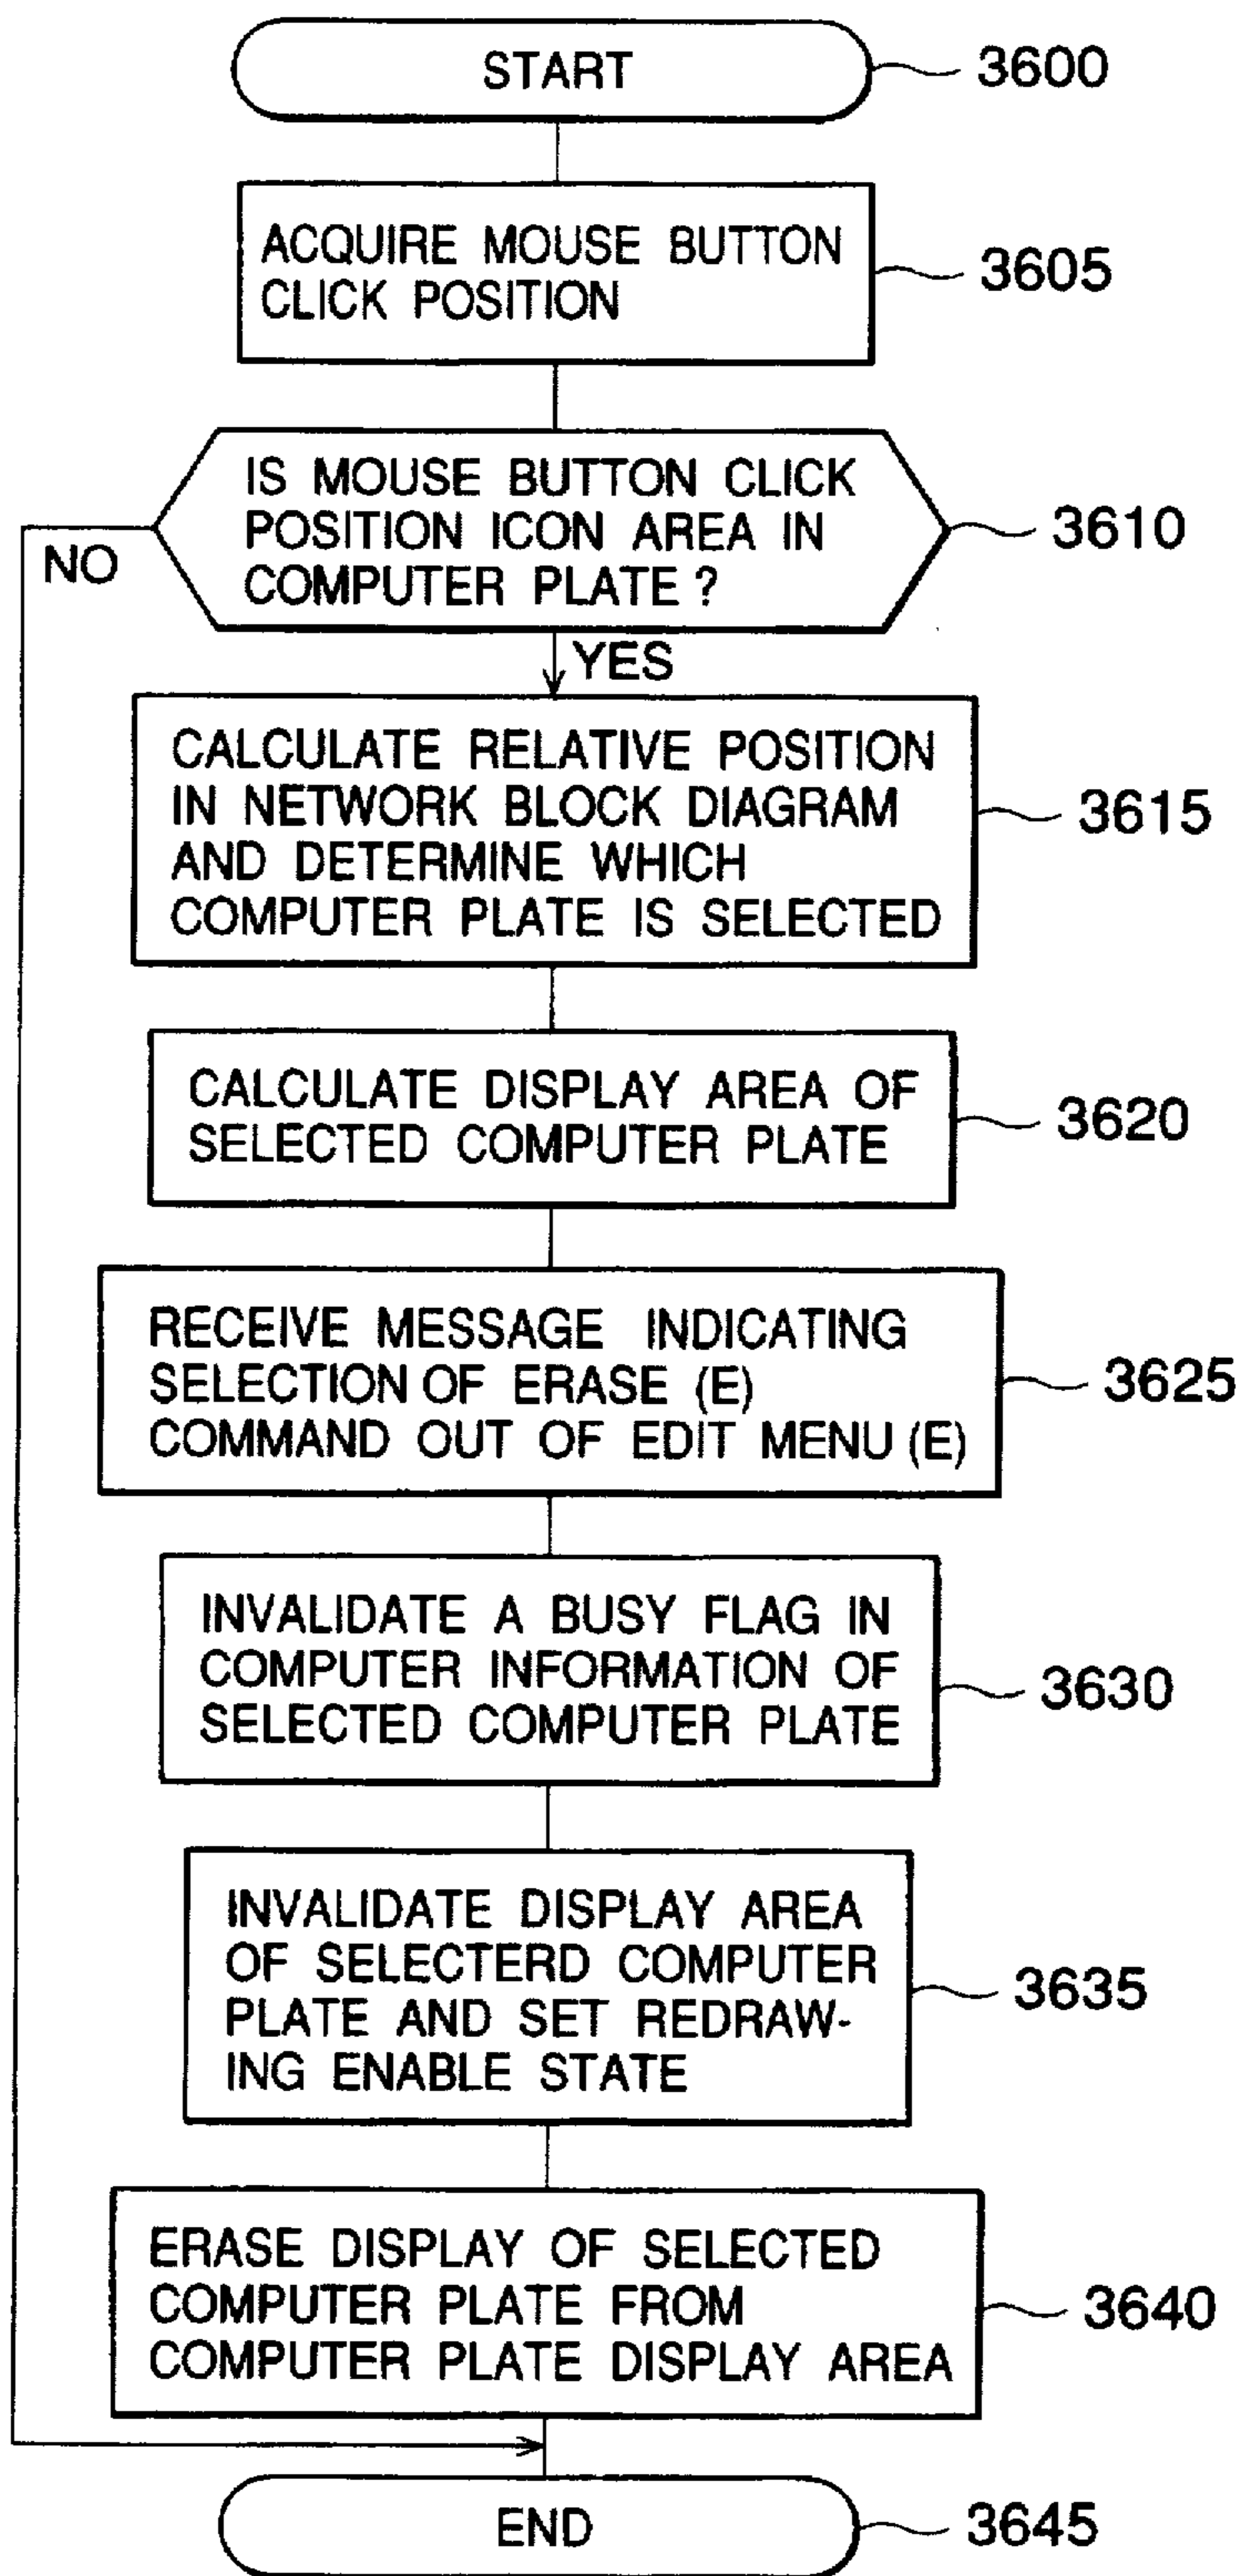 START
3600
ACQUIRE MOUSE BUTTON
CLICK POSITION
3605
IS MOUSE BUTTON CLICK
POSITION ICON AREA IN
COMPUTER PLATE ?
3610
NO
YES
CALCULATE RELATIVE POSITION
IN NETWORK BLOCK DIAGRAM
AND DETERMINE WHICH
COMPUTER PLATE IS SELECTED
3615
CALCULATE DISPLAY AREA OF
SELECTED COMPUTER PLATE
3620
RECEIVE MESSAGE INDICATING
SELECTION OF ERASE (E)
COMMAND OUT OF EDIT MENU (E)
3625
INVALIDATE A BUSY FLAG IN
COMPUTER INFORMATION OF
SELECTED COMPUTER PLATE
3630
INVALIDATE DISPLAY AREA
OF SELECTERD COMPUTER
PLATE AND SET REDRAW-
ING ENABLE STATE
3635
ERASE DISPLAY OF SELECTED
COMPUTER PLATE FROM
COMPUTER PLATE DISPLAY AREA
3640
END
3645